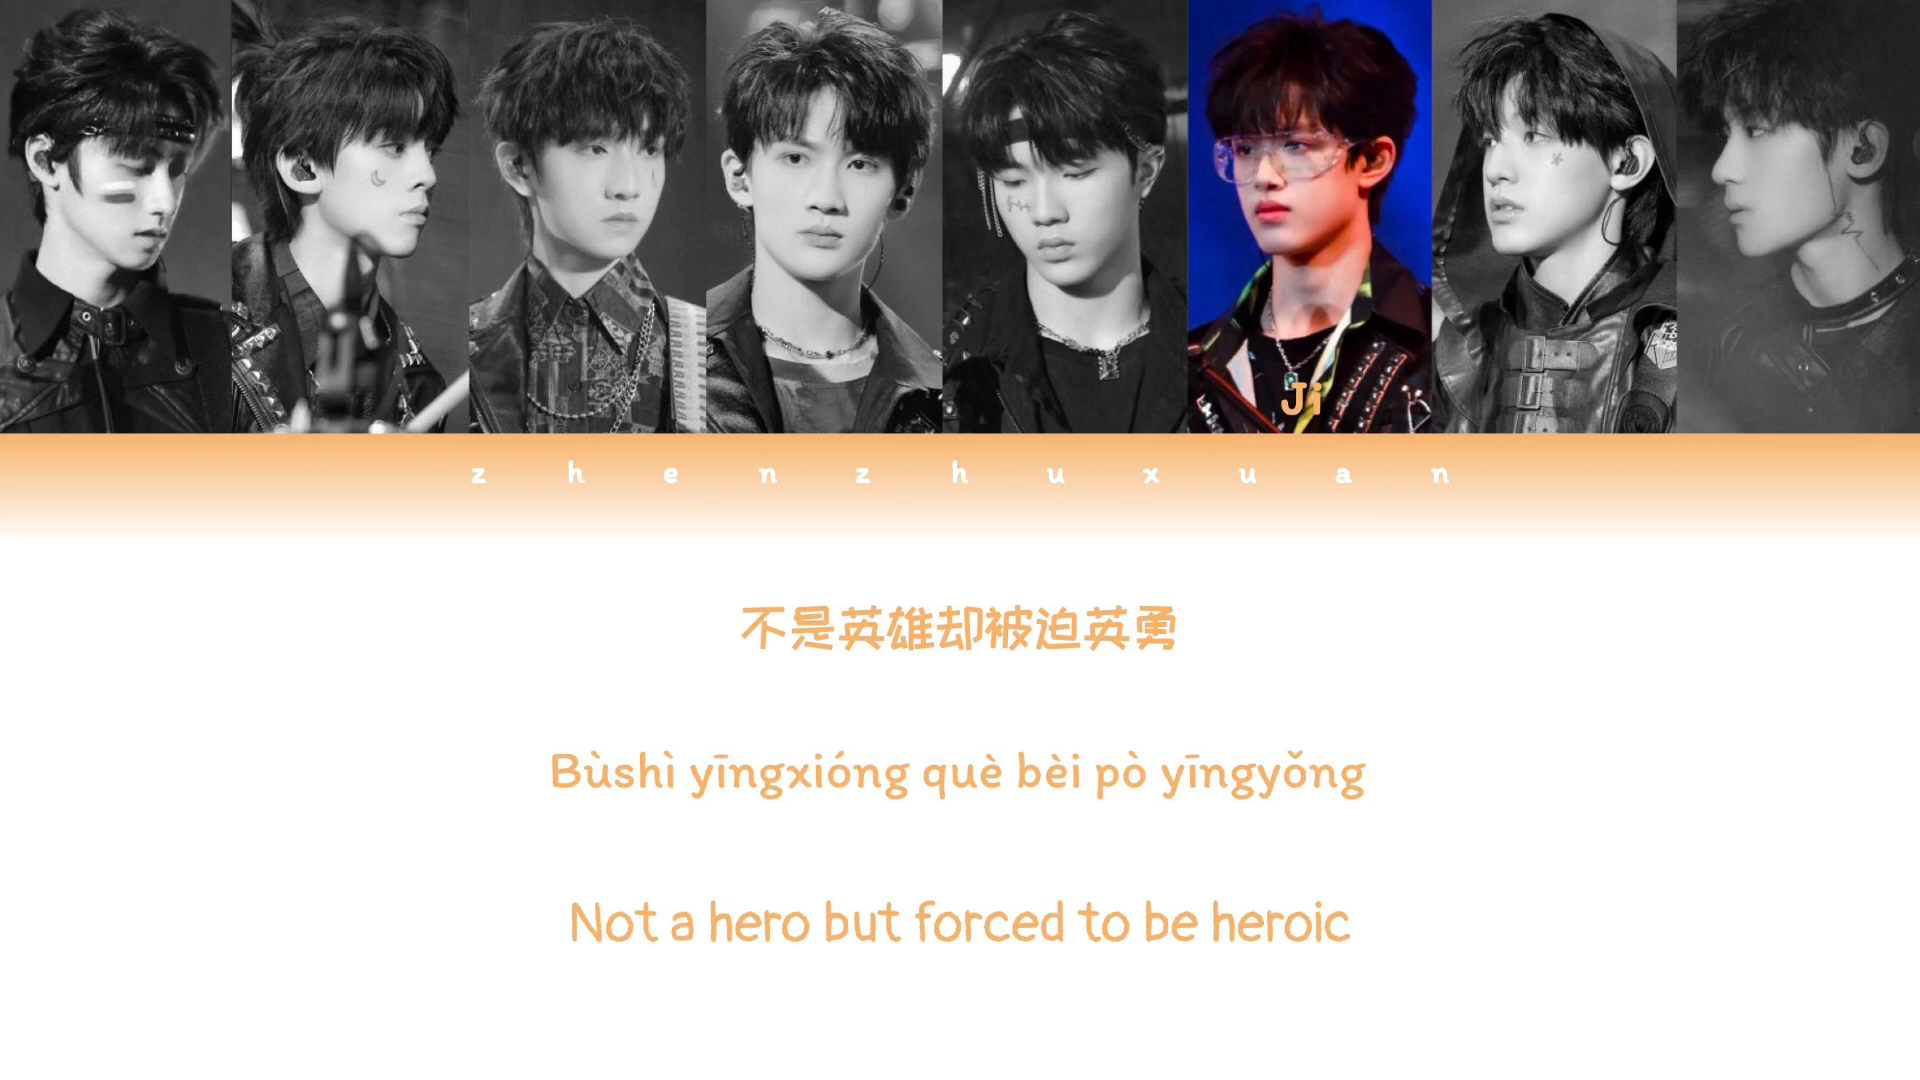 Ji
zhenzhuxuan
不是英雄却被迫英勇
Bùshì yīngxióng què bèi pò yīngyǒng
Not a hero but forced to be heroic